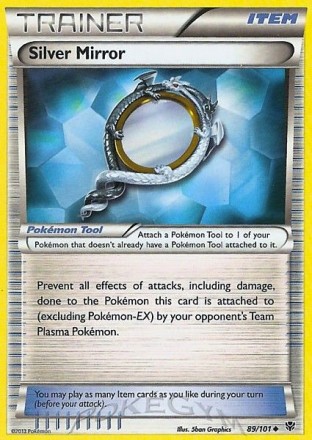 TRAINER ITEM
Silver Mirror
Pokémon Tool Attach a Pokémon Tool to 1 of your
Pokémon that doesn't already have a Pokémon Tool attached to it.
Prevent all effects of attacks, including damage,
done to the Pokémon this card is attached to
(excluding Pokémon-EX) by your opponent's Team
Plasma Pokémon.
You may play as many Item cards as you like during your turn
(before your attack).
POKEGYM
©2013 Pokémon Illus. 5ban Graphics 89/101